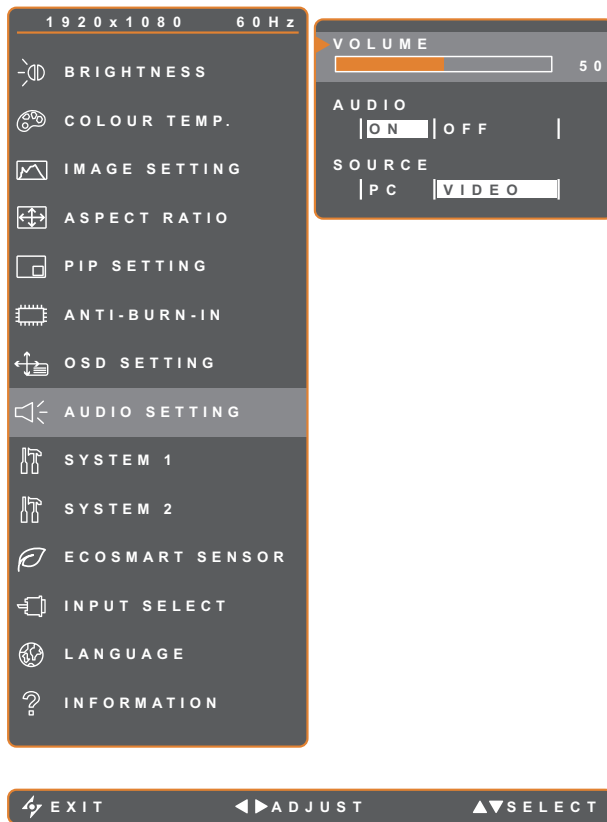 1920x1080 60Hz
BRIGHTNESS
COLOUR TEMP.
IMAGE SETTING
ASPECT RATIO
PIP SETTING
ANTI-BURN-IN
OSD SETTING
AUDIO SETTING
SYSTEM 1
SYSTEM 2
ECOSMART SENSOR
INPUT SELECT
LANGUAGE
INFORMATION
VOLUME
50
AUDIO
ON OFF
SOURCE
PC VIDEO
EXIT ADJUST SELECT